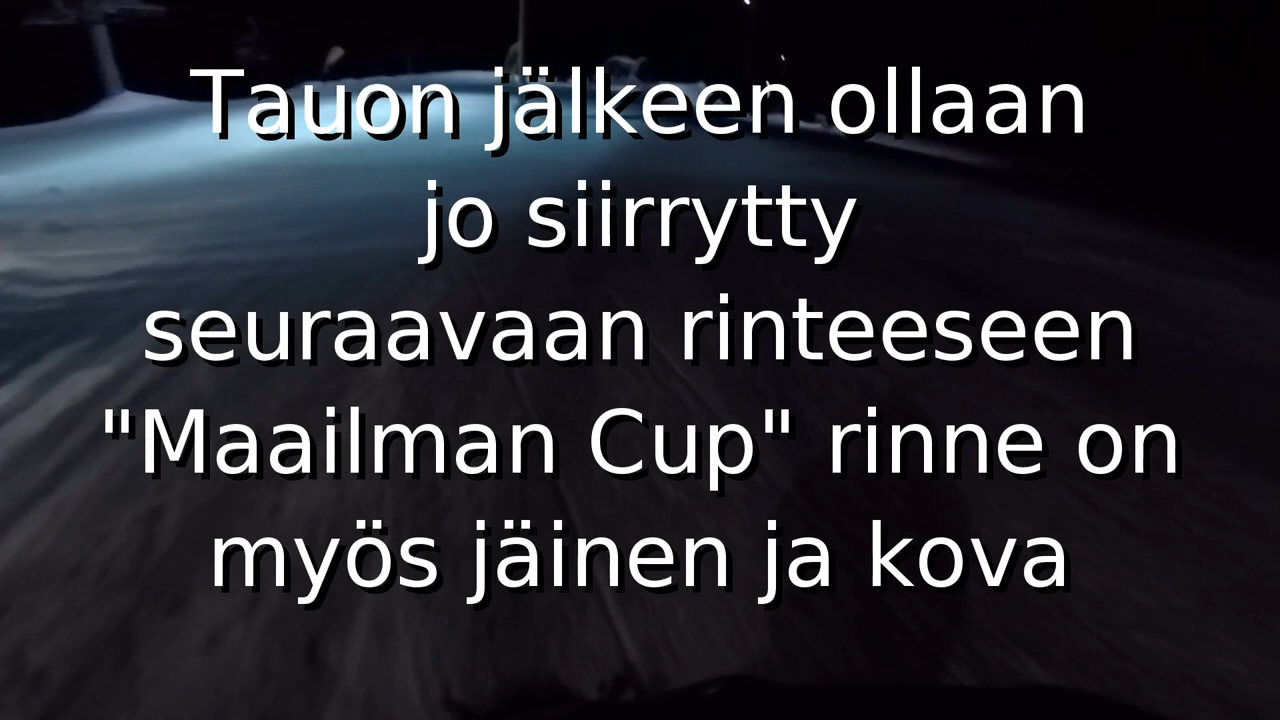 Tauon jälkeen ollaan
jo siirrytty
seuraavaan rinteeseen
"Maailman Cup" rinne on
myös jäinen ja kova